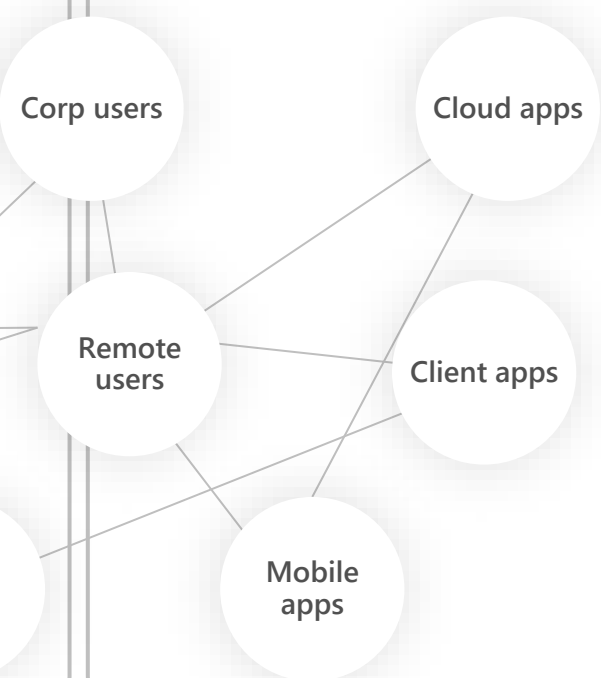 Corp users
Cloud apps
Remote
users
Client apps
Mobile
apps